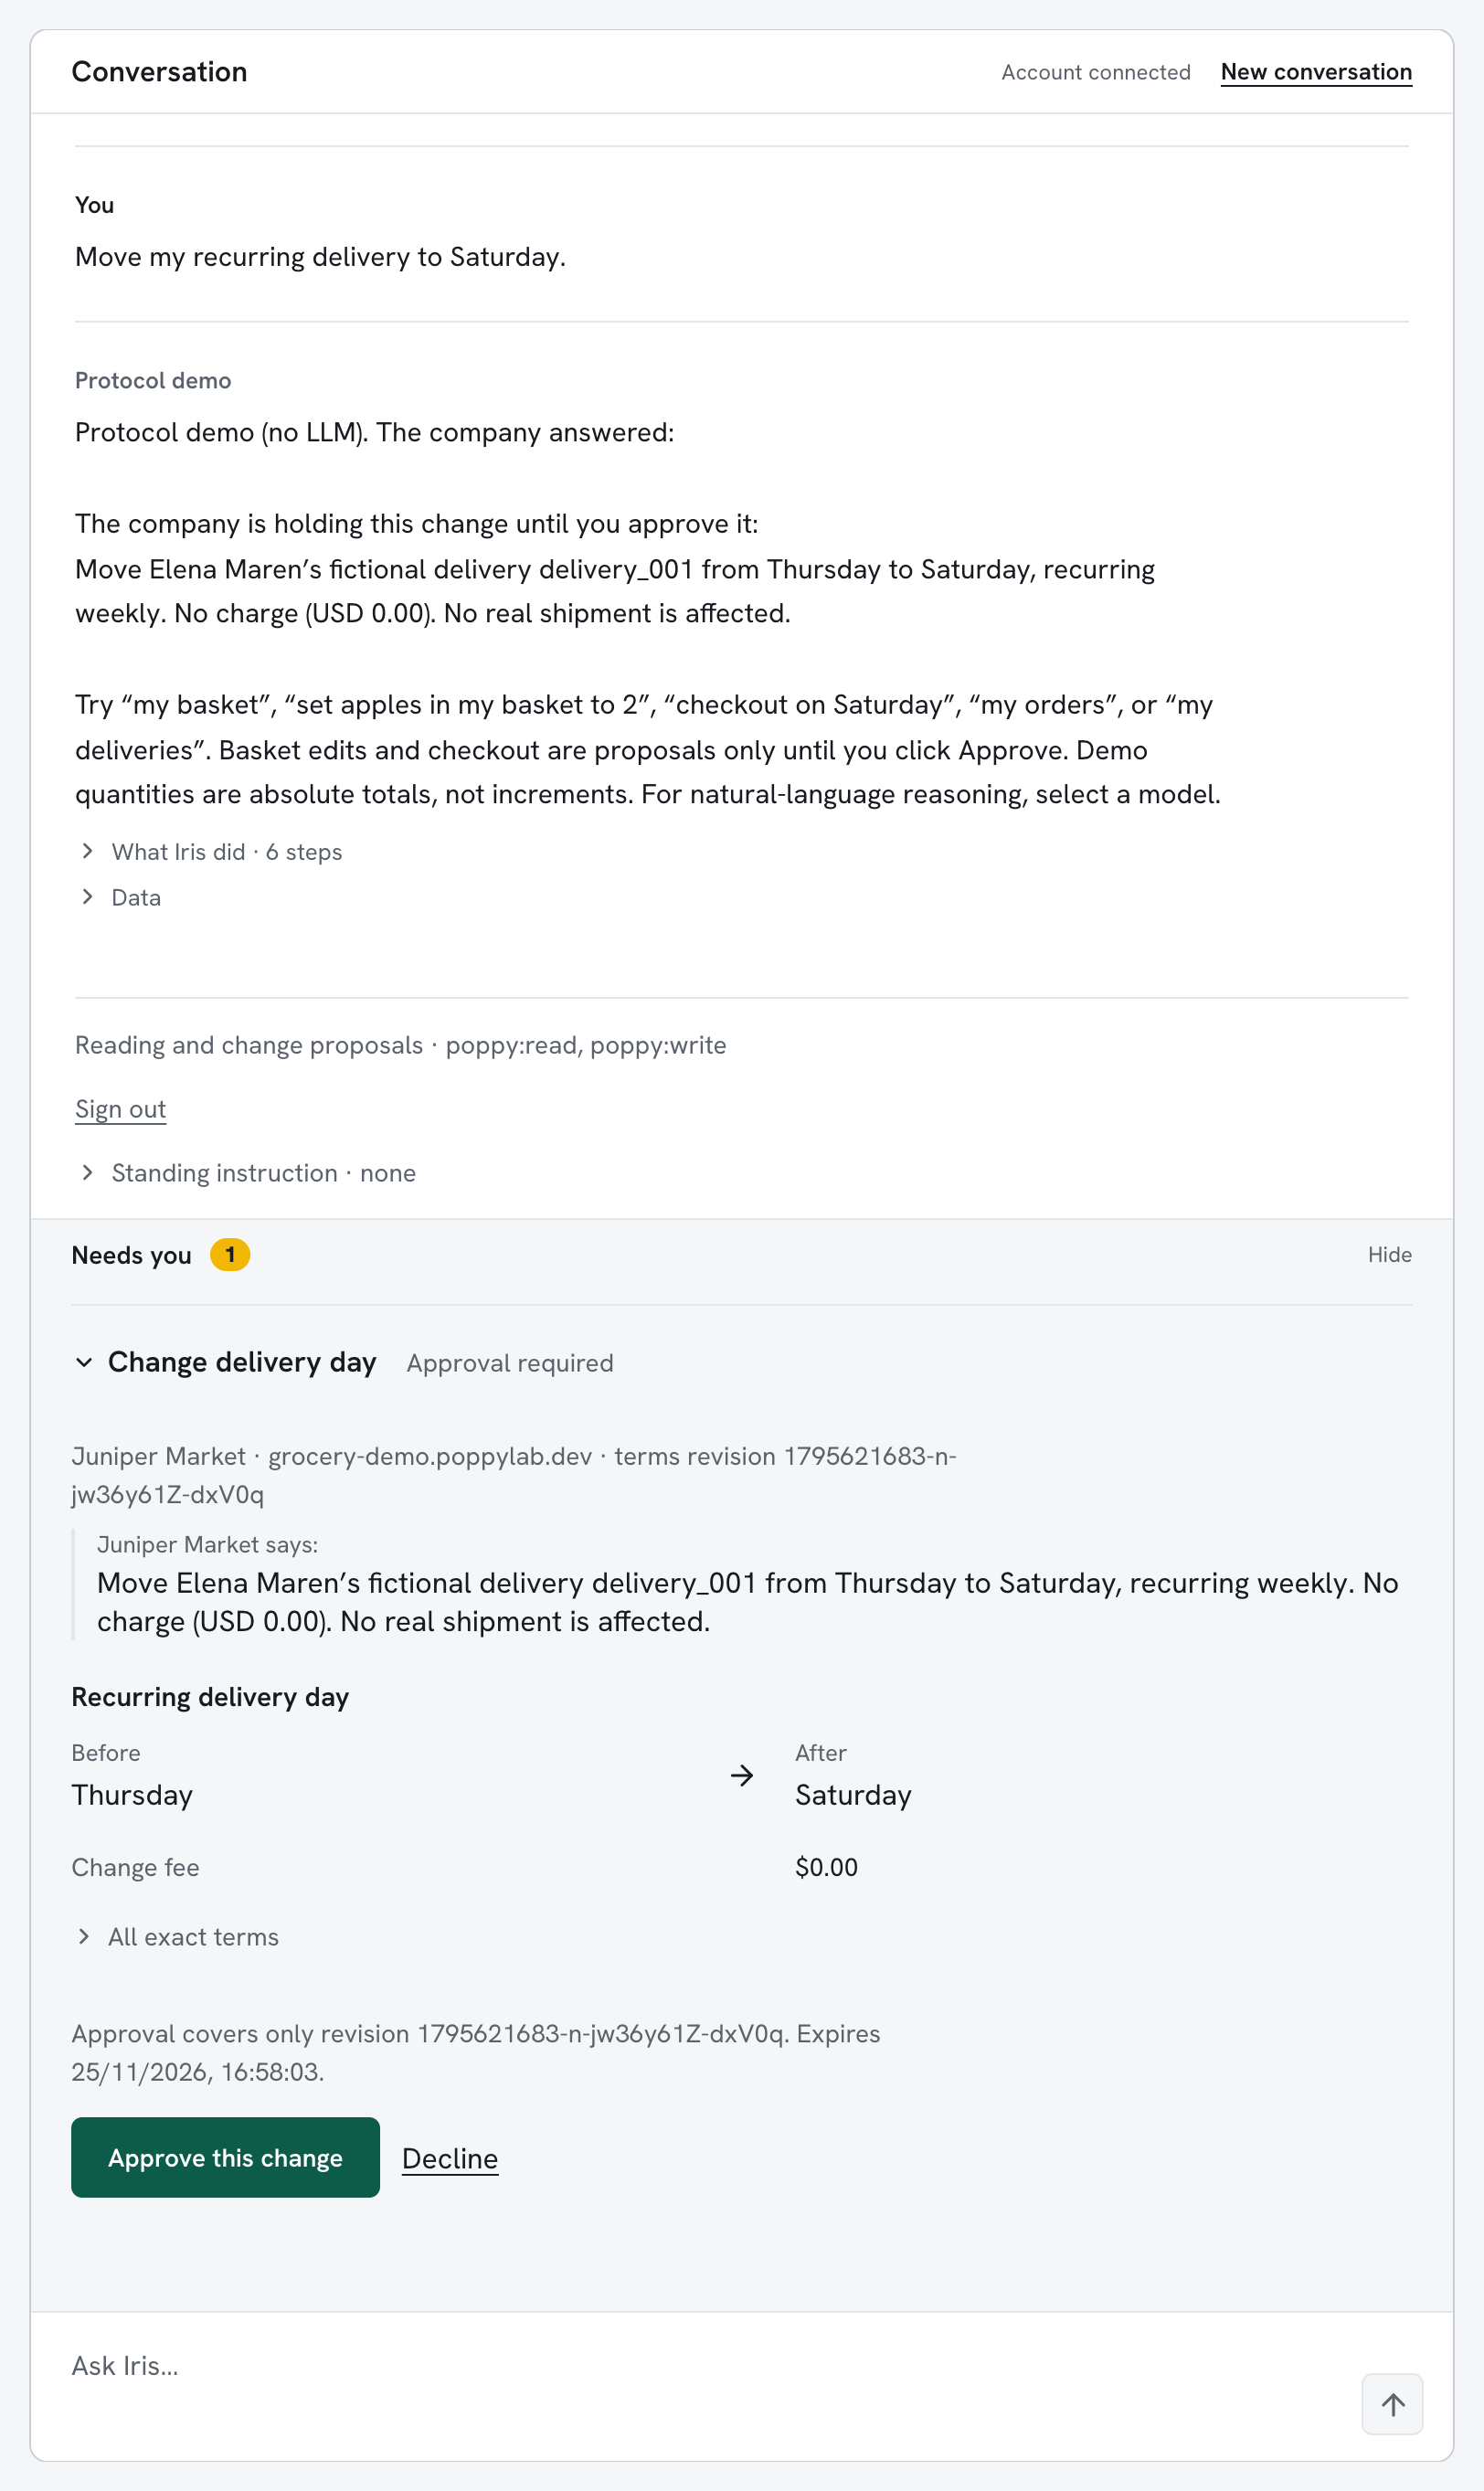 Conversation
Account connected
New conversation
You
Move my recurring delivery to Saturday.
Protocol demo
Protocol demo (no LLM). The company answered:
The company is holding this change until you approve it:
Move Elena Maren’s fictional delivery delivery_001 from Thursday to Saturday, recurring
weekly. No charge (USD 0.00). No real shipment is affected.
Try “my basket”, “set apples in my basket to 2”, “checkout on Saturday”, “my orders”, or “my
deliveries”. Basket edits and checkout are proposals only until you click Approve. Demo
quantities are absolute totals, not increments. For natural-language reasoning, select a model.
What Iris did · 6 steps
Data
Reading and change proposals · poppy:read, poppy:write
Sign out
Standing instruction · none
Needs you 1
Hide
Change delivery day Approval required
Juniper Market · grocery-demo.poppylab.dev · terms revision 1795621683-n-
jw36y61Z-dxV0q
Juniper Market says:
Move Elena Maren’s fictional delivery delivery_001 from Thursday to Saturday, recurring weekly. No
charge (USD 0.00). No real shipment is affected.
Recurring delivery day
Before
Thursday
→
After
Saturday
Change fee
$0.00
All exact terms
Approval covers only revision 1795621683-n-jw36y61Z-dxV0q. Expires
25/11/2026, 16:58:03.
Approve this change
Decline
Ask Iris…